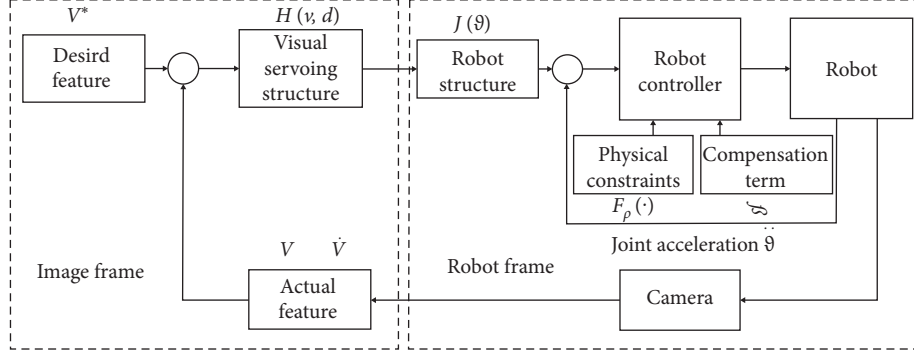 V*
H (v, d)
J (ϑ)
Desird
feature
Visual
servoing
structure
Robot
structure
Robot
controller
Robot
Physical
constraints
Compensation
term
Fρ (·)
Joint acceleration ϑ̈
V V̇
Image frame
Robot frame
Actual
feature
Camera